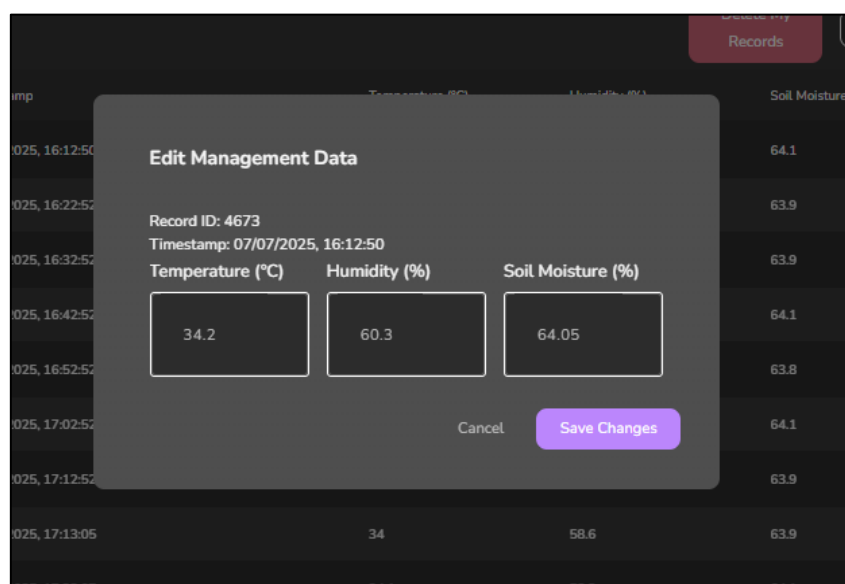 Records
Temperature (°C) Humidity (%) Soil Moisture
Edit Management Data
025, 16:12:50 64.1
025, 16:22:52 63.9
Record ID: 4673
Timestamp: 07/07/2025, 16:12:50
025, 16:32:52 63.9
Temperature (°C) Humidity (%) Soil Moisture (%)
025, 16:42:52 64.1
34.2 60.3 64.05
025, 16:52:52 63.8
025, 17:02:52 64.1
Cancel Save Changes
025, 17:12:52 63.9
025, 17:13:05 34 58.6 63.9